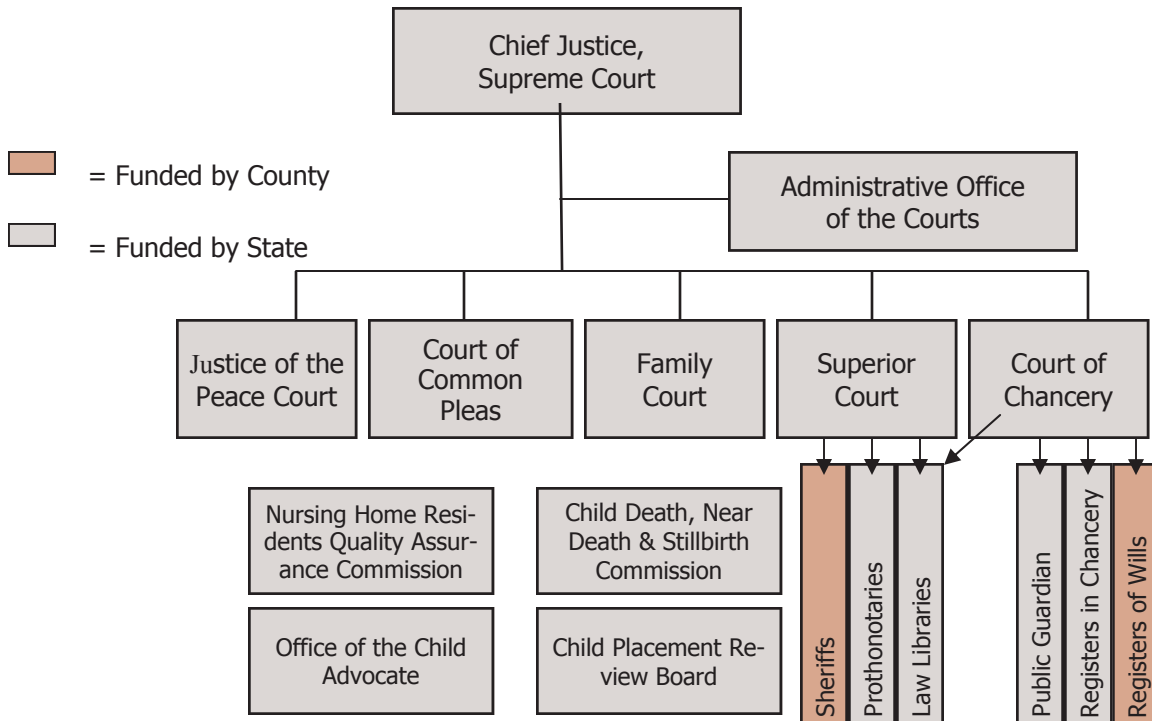 Chief Justice,
Supreme Court
= Funded by County
= Funded by State
Administrative Office
of the Courts
Justice of the
Peace Court
Court of
Common
Pleas
Family
Court
Superior
Court
Court of
Chancery
Nursing Home Resi-
dents Quality Assur-
ance Commission
Child Death, Near
Death & Stillbirth
Commission
Office of the Child
Advocate
Child Placement Re-
view Board
Sheriffs
Prothonotaries
Law Libraries
Public Guardian
Registers in Chancery
Registers of Wills